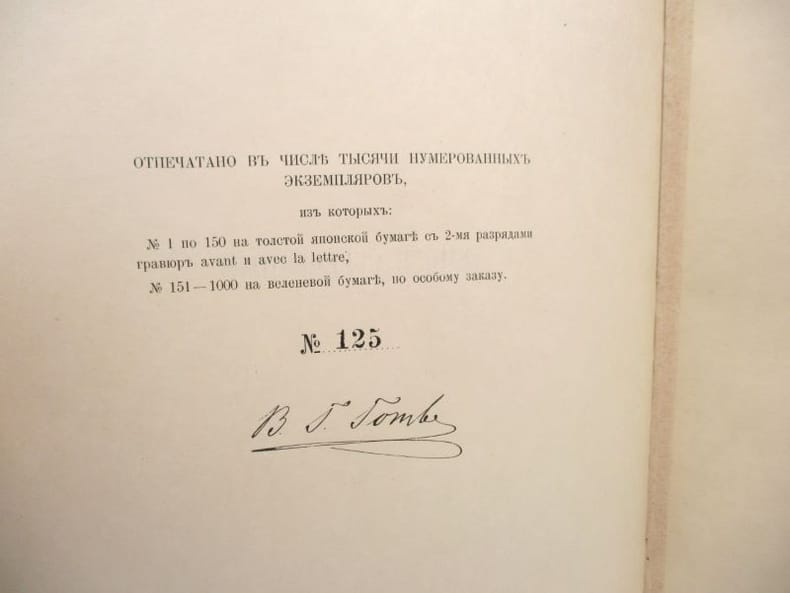 ОТПЕЧАТАНО ВЪ ЧИСЛѢ ТЫСЯЧИ НУМЕРОВАННЫХЪ
ЭКЗЕМПЛЯРОВЪ,
изъ которыхъ:
№ 1 по 150 на толстой японской бумагѣ съ 2-мя разрядами
гравюръ avant и avec la lettre,
№ 151—1000 на веленевой бумагѣ, по особому заказу.
№ 125
В. Г. Готье